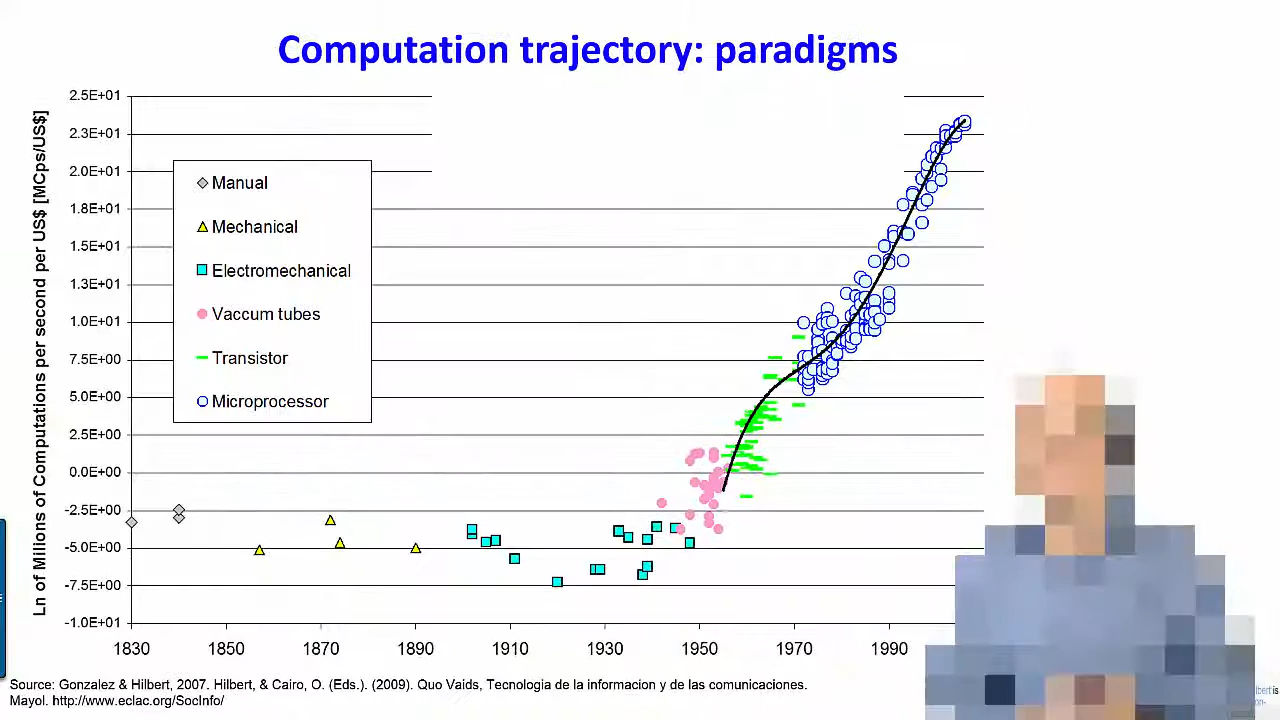 Computation trajectory: paradigms
Ln of Milions of Computations per second per US$ [MCps/US$]
2.5E+01
2.3E+01
2.0E+01
1.8E+01
1.5E+01
1.3E+01
1.0E+01
7.5E+00
5.0E+00
2.5E+00
0.0E+00
-2.5E+00
-5.0E+00
-7.5E+00
-1.0E+01
Manual
Mechanical
Electromechanical
Vaccum tubes
Transistor
Microprocessor
1830 1850 1870 1890 1910 1930 1950 1970 1990
Source: Gonzalez & Hilbert, 2007. Hilbert, & Cairo, O. (Eds.). (2009). Quo Vaids, Tecnologia de la informacion y de las comunicaciones.
Mayol. http://www.eclac.org/SocInfo/